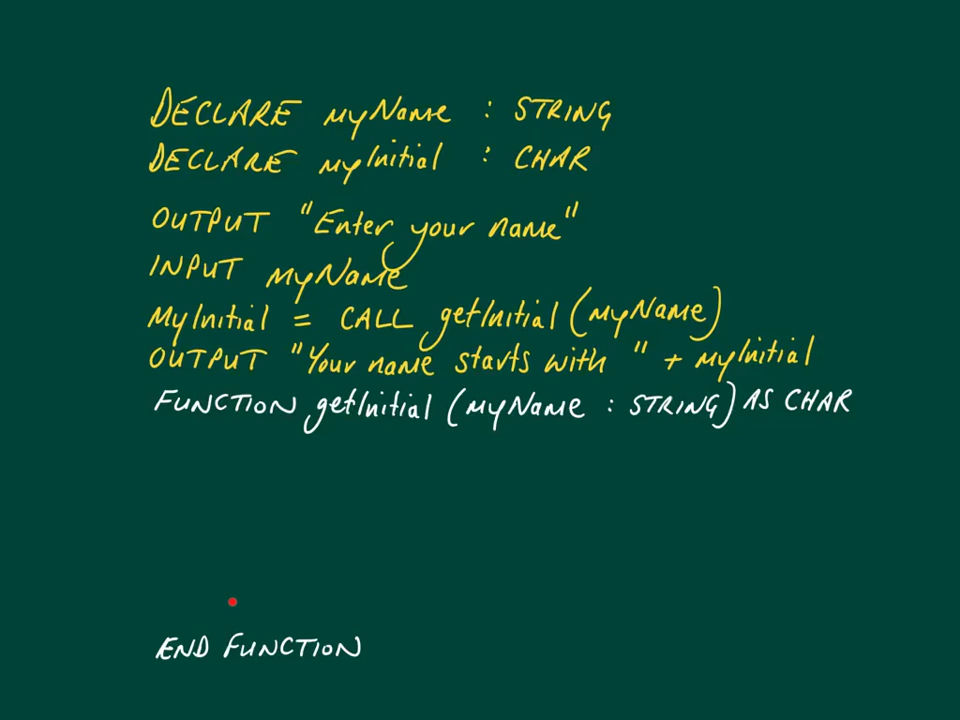 DECLARE myName : STRING
DECLARE myInitial : CHAR
OUTPUT "Enter your name"
INPUT myName
MyInitial = CALL getInitial (myName)
OUTPUT "Your name starts with " + myInitial
FUNCTION getInitial (myName : STRING) AS CHAR
END FUNCTION